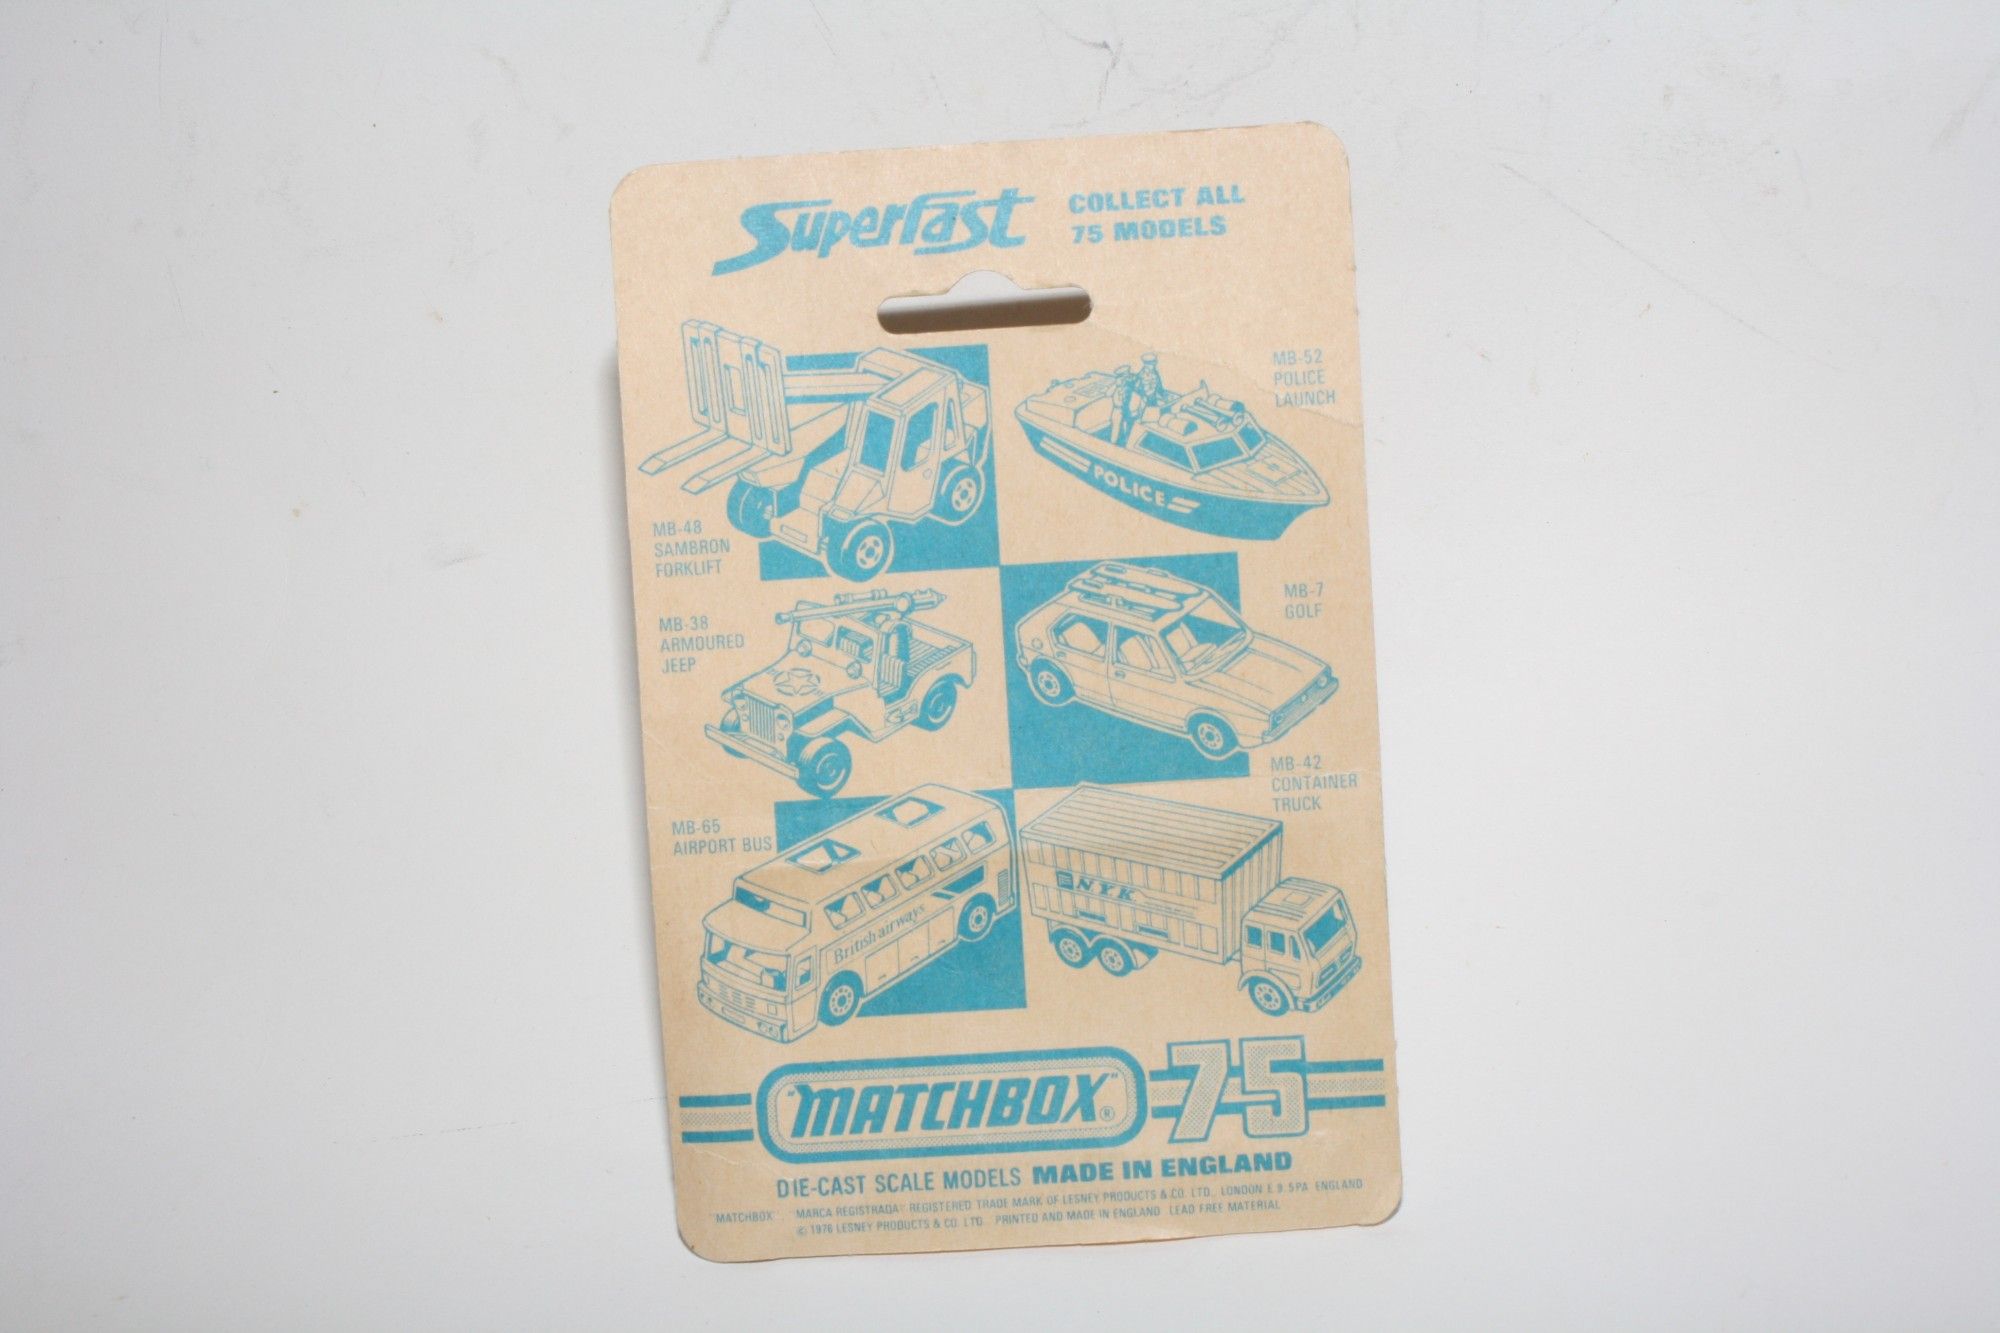 Superfast
COLLECT ALL
75 MODELS
MB-52
POLICE
LAUNCH
POLICE
MB-48
SAMBRON
FORKLIFT
MB-7
GOLF
MB-38
ARMOURED
JEEP
MB-42
CONTAINER
TRUCK
MB-65
AIRPORT BUS
NYK
British airways
"MATCHBOX"®
75
DIE-CAST SCALE MODELS MADE IN ENGLAND
"MATCHBOX" MARCA REGISTRADA REGISTERED TRADE MARK OF LESNEY PRODUCTS & CO. LTD., LONDON E.9. 5PA ENGLAND
© 1976 LESNEY PRODUCTS & CO. LTD. PRINTED AND MADE IN ENGLAND LEAD FREE MATERIAL